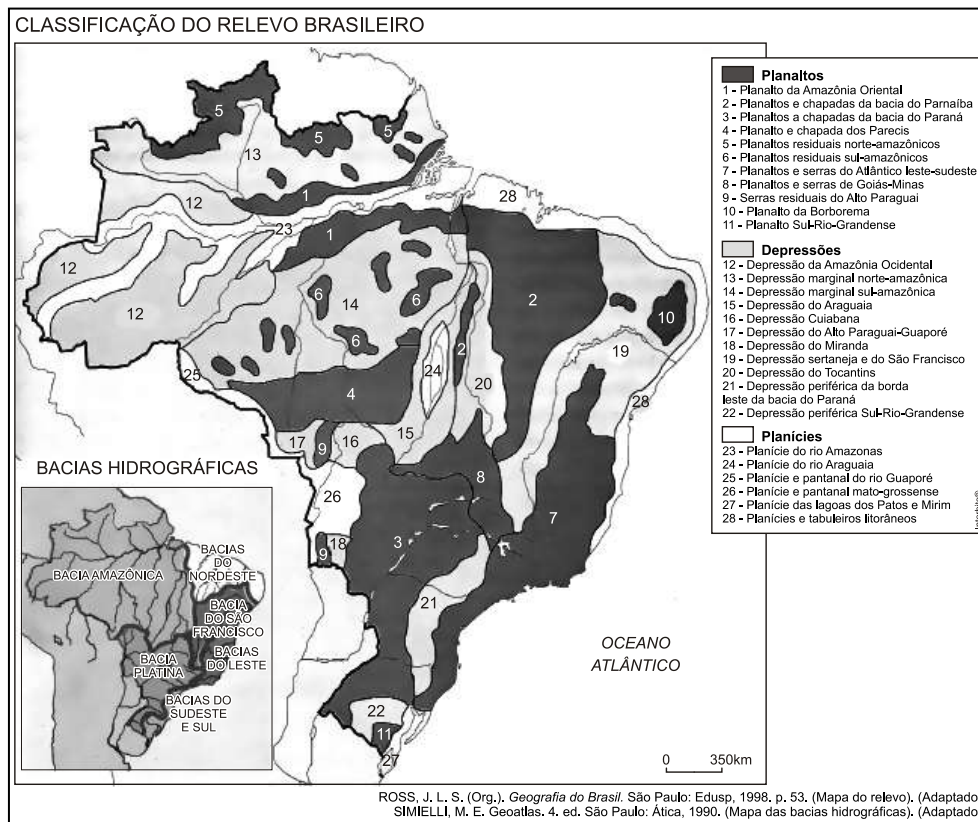 CLASSIFICAÇÃO DO RELEVO BRASILEIRO
5
5
5
13
1
12
28
23
1
12
12
6
14
6
2
10
6
19
2
24
20
25
4
28
17
9
16
15
8
26
7
18
9
3
21
22
11
27
OCEANO
ATLÂNTICO
0 350km
BACIAS HIDROGRÁFICAS
BACIA AMAZÔNICA
BACIAS
DO
NORDESTE
BACIA
DO SÃO
FRANCISCO
BACIAS
DO LESTE
BACIA
PLATINA
BACIAS DO
SUDESTE
E SUL
Planaltos
1 - Planalto da Amazônia Oriental
2 - Planaltos e chapadas da bacia do Parnaíba
3 - Planaltos a chapadas da bacia do Paraná
4 - Planalto e chapada dos Parecis
5 - Planaltos residuais norte-amazônicos
6 - Planaltos residuais sul-amazônicos
7 - Planaltos e serras do Atlântico leste-sudeste
8 - Planaltos e serras de Goiás-Minas
9 - Serras residuais do Alto Paraguai
10 - Planalto da Borborema
11 - Planalto Sul-Rio-Grandense
Depressões
12 - Depressão da Amazônia Ocidental
13 - Depressão marginal norte-amazônica
14 - Depressão marginal sul-amazônica
15 - Depressão do Araguaia
16 - Depressão Cuiabana
17 - Depressão do Alto Paraguai-Guaporé
18 - Depressão do Miranda
19 - Depressão sertaneja e do São Francisco
20 - Depressão do Tocantins
21 - Depressão periférica da borda
leste da bacia do Paraná
22 - Depressão periférica Sul-Rio-Grandense
Planícies
23 - Planície do rio Amazonas
24 - Planície do rio Araguaia
25 - Planície e pantanal do rio Guaporé
26 - Planície e pantanal mato-grossense
27 - Planície das lagoas dos Patos e Mirim
28 - Planícies e tabuleiros litorâneos
ROSS, J. L. S. (Org.). Geografia do Brasil. São Paulo: Edusp, 1998. p. 53. (Mapa do relevo). (Adaptado
SIMIELLI, M. E. Geoatlas. 4. ed. São Paulo: Ática, 1990. (Mapa das bacias hidrográficas). (Adaptado